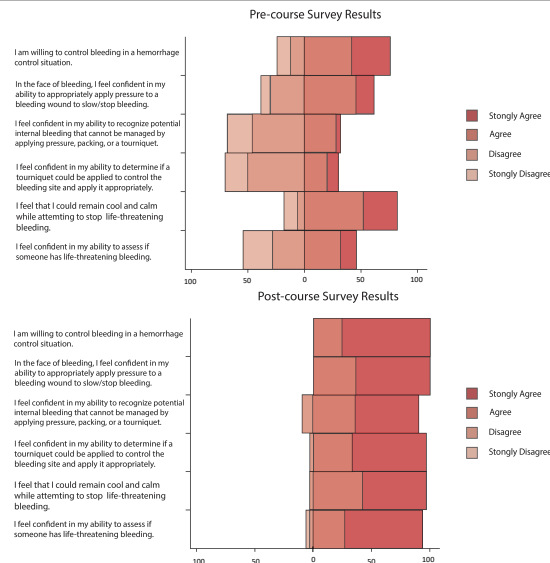 Pre-course Survey Results
I am willing to control bleeding in a hemorrhage
control situation.
In the face of bleeding, I feel confident in my
ability to appropriately apply pressure to a
bleeding wound to slow/stop bleeding.
I feel confident in my ability to recognize potential
internal bleeding that cannot be managed by
applying pressure, packing, or a tourniquet.
I feel confident in my ability to determine if a
tourniquet could be applied to control the
bleeding site and apply it appropriately.
I feel that I could remain cool and calm
while attemting to stop life-threatening
bleeding.
I feel confident in my ability to assess if
someone has life-threatening bleeding.
100 50 0 50 100
Stongly Agree
Agree
Disagree
Stongly Disagree
Post-course Survey Results
I am willing to control bleeding in a hemorrhage
control situation.
In the face of bleeding, I feel confident in my
ability to appropriately apply pressure to a
bleeding wound to slow/stop bleeding.
I feel confident in my ability to recognize potential
internal bleeding that cannot be managed by
applying pressure, packing, or a tourniquet.
I feel confident in my ability to determine if a
tourniquet could be applied to control the
bleeding site and apply it appropriately.
I feel that I could remain cool and calm
while attemting to stop life-threatening
bleeding.
I feel confident in my ability to assess if
someone has life-threatening bleeding.
100 50 0 50 100
Stongly Agree
Agree
Disagree
Stongly Disagree